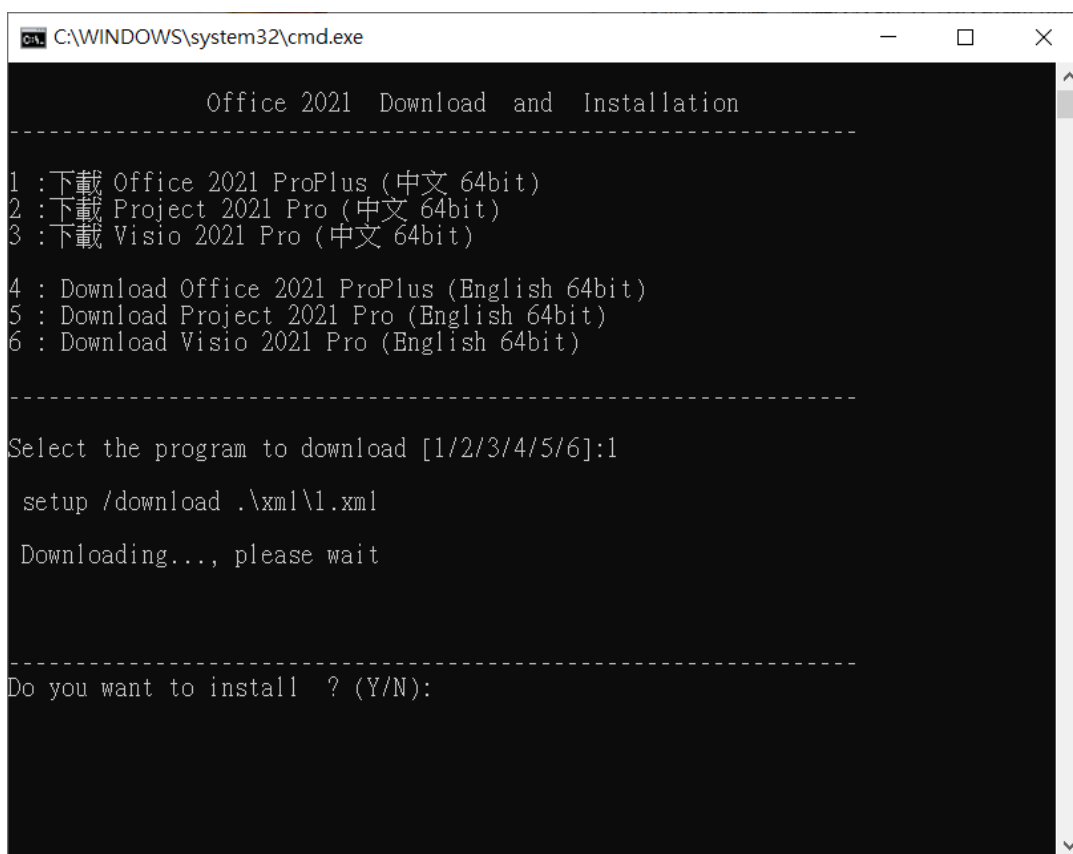 C:\WINDOWS\system32\cmd.exe
Office 2021 Download and Installation
----------------------------------------------------------------
1 :下載 Office 2021 ProPlus (中文 64bit)
2 :下載 Project 2021 Pro (中文 64bit)
3 :下載 Visio 2021 Pro (中文 64bit)
4 : Download Office 2021 ProPlus (English 64bit)
5 : Download Project 2021 Pro (English 64bit)
6 : Download Visio 2021 Pro (English 64bit)
----------------------------------------------------------------
Select the program to download [1/2/3/4/5/6]:1
setup /download .\xml\1.xml
Downloading..., please wait
----------------------------------------------------------------
Do you want to install ? (Y/N):